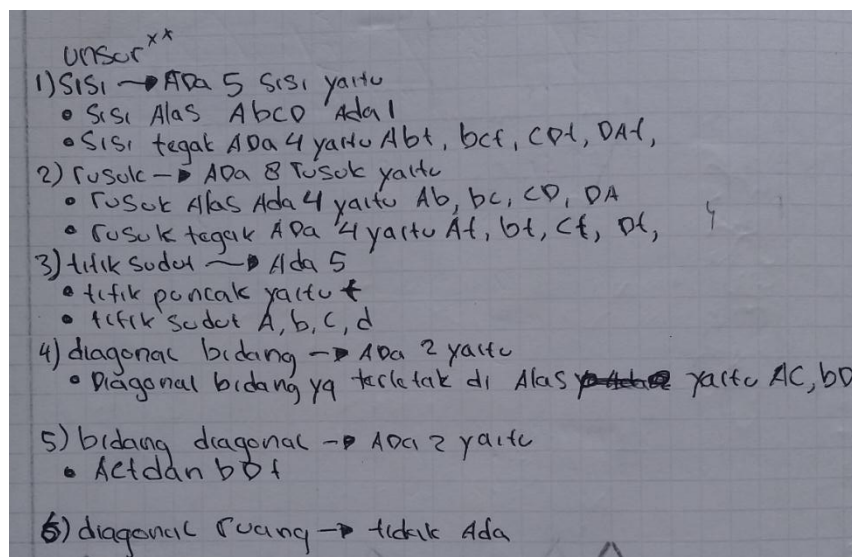 unsur××
1) Sisi → ADa 5 Sisi yaitu
• Sisi Alas AbcD Ada 1
• Sisi tegak ADa 4 yaitu Abt, bct, CDt, DAt,
2) rusuk → ADa 8 rusuk yaitu
• rusuk Alas Ada 4 yaitu Ab, bc, CD, DA
• rusuk tegak ADa 4 yaitu At, bt, Ct, Dt,
3) titik sudut → Ada 5
• titik puncak yaitu t
• titik sudut A, b, c, d
4) diagonal bidang → ADa 2 yaitu
• Diagonal bidang yg terletak di Alas yaitu AC, bD
5) bidang diagonal → ADa 2 yaitu
• ACt dan bDt
6) diagonal ruang → tidak Ada